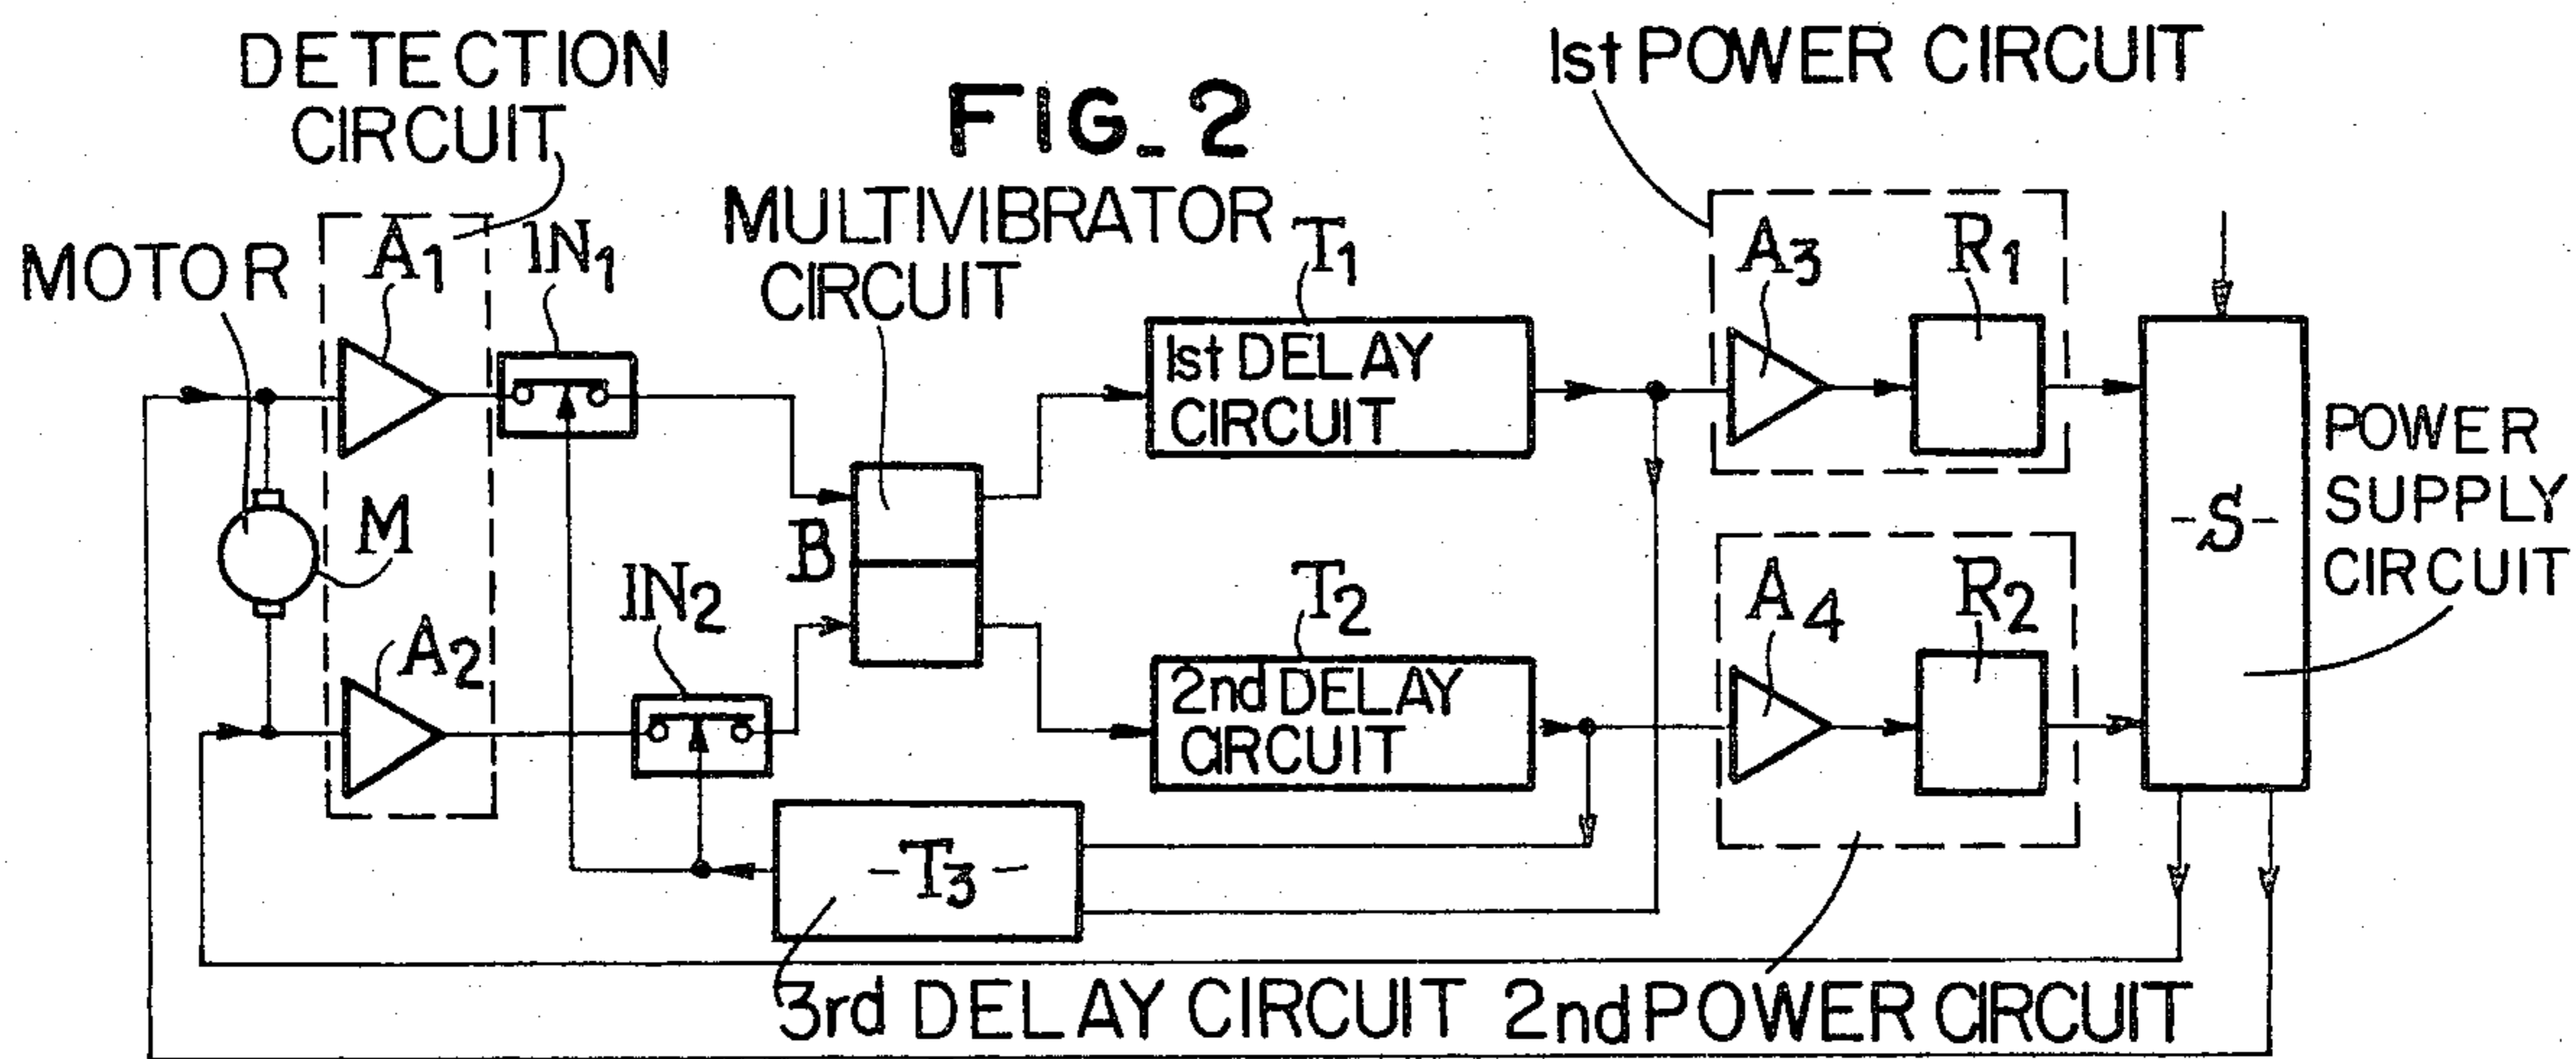 DETECTION
CIRCUIT
FIG_2
1st POWER CIRCUIT
MOTOR
A1
IN1
MULTIVIBRATOR
CIRCUIT
T1
A3
R1
1st DELAY
CIRCUIT
POWER
SUPPLY
CIRCUIT
-S-
M
B
IN2
A2
T2
2nd DELAY
CIRCUIT
A4
R2
-T3-
3rd DELAY CIRCUIT
2nd POWER CIRCUIT